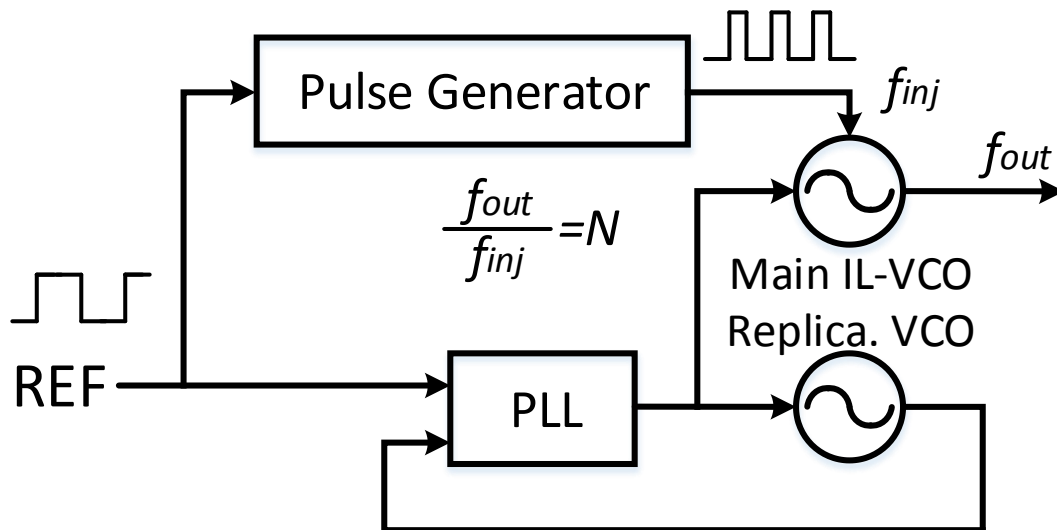 Pulse Generator
finj
fout
fout
finj
=N
Main IL-VCO
Replica. VCO
REF
PLL